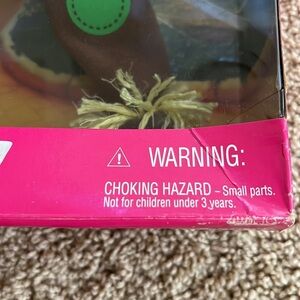 ⚠ WARNING:
CHOKING HAZARD – Small parts.
Not for children under 3 years.